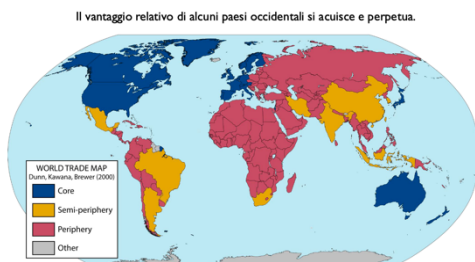 Il vantaggio relativo di alcuni paesi occidentali si acuisce e perpetua.
WORLD TRADE MAP
Dunn, Kawana, Brewer (2000)
Core
Semi-periphery
Periphery
Other